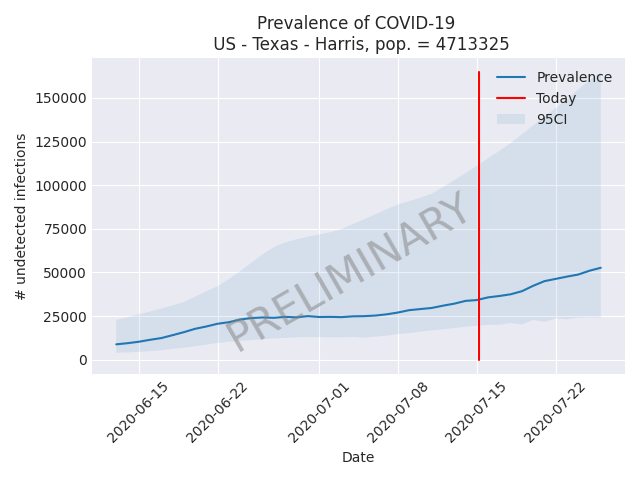 Prevalence of COVID-19
US - Texas - Harris, pop. = 4713325
Prevalence
Today
95CI
150000
125000
100000
75000
50000
25000
0
# undetected infections
PRELIMINARY
2020-06-15
2020-06-22
2020-07-01
2020-07-08
2020-07-15
2020-07-22
Date